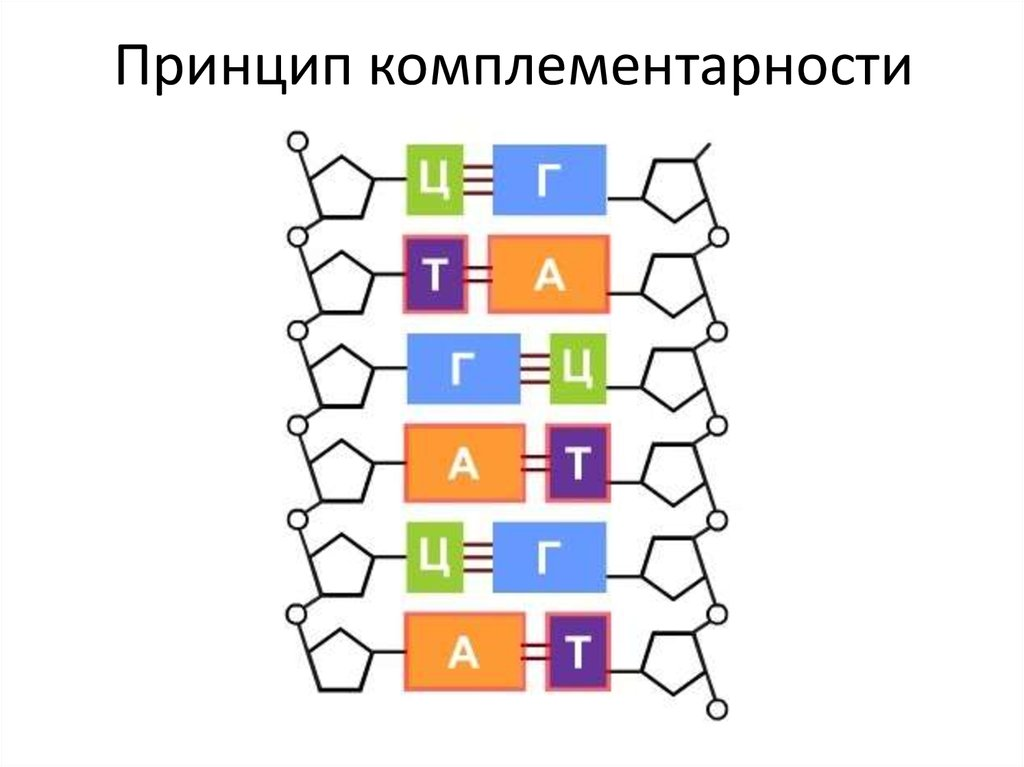 Принцип комплементарности
Ц Г
Т А
Г Ц
А Т
Ц Г
А Т